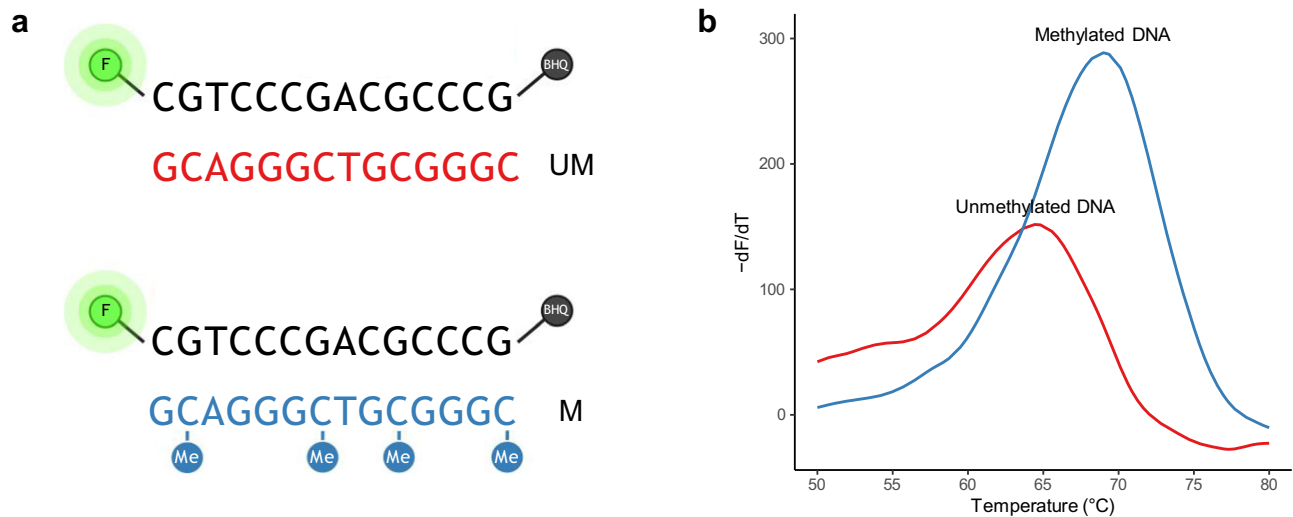 a
F
BHQ
CGTCCCGACGCCCG
GCAGGGCTGCGGGC UM
F
BHQ
CGTCCCGACGCCCG
GCAGGGCTGCGGGC M
Me Me Me Me
b
Methylated DNA
Unmethylated DNA
−dF/dT
300
200
100
0
50 55 60 65 70 75 80
Temperature (°C)